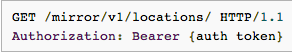 GET /mirror/v1/locations/ HTTP/1.1
Authorization: Bearer {auth token}